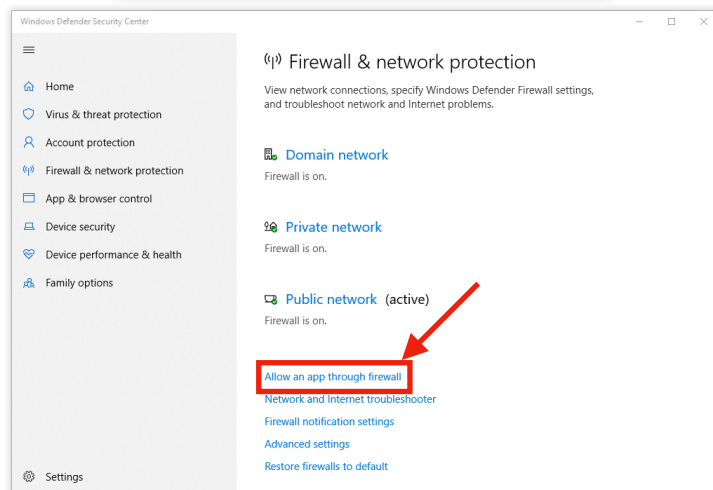 Windows Defender Security Center
Home
Virus & threat protection
Account protection
Firewall & network protection
App & browser control
Device security
Device performance & health
Family options
Settings
Firewall & network protection
View network connections, specify Windows Defender Firewall settings,
and troubleshoot network and Internet problems.
Domain network
Firewall is on.
Private network
Firewall is on.
Public network (active)
Firewall is on.
Allow an app through firewall
Network and Internet troubleshooter
Firewall notification settings
Advanced settings
Restore firewalls to default